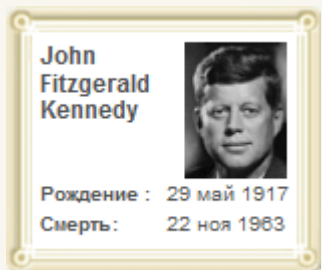 John
Fitzgerald
Kennedy
Рождение : 29 май 1917
Смерть: 22 ноя 1963